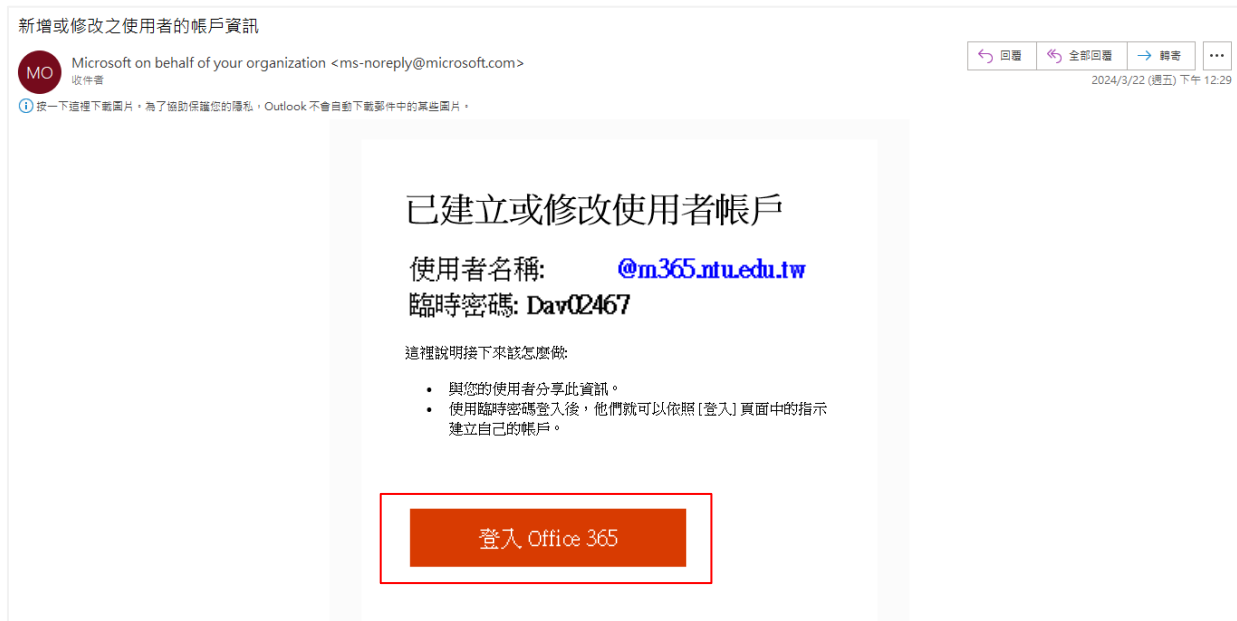 新增或修改之使用者的帳戶資訊
MO
Microsoft on behalf of your organization <ms-noreply@microsoft.com>
收件者
回覆
全部回覆
轉寄
2024/3/22 (週五) 下午 12:29
按一下這裡下載圖片。為了協助保護您的隱私，Outlook 不會自動下載郵件中的某些圖片。
已建立或修改使用者帳戶
使用者名稱: @m365.ntu.edu.tw
臨時密碼: Dav02467
這裡說明接下來該怎麼做:
• 與您的使用者分享此資訊。
• 使用臨時密碼登入後，他們就可以依照 [登入] 頁面中的指示
建立自己的帳戶。
登入 Office 365